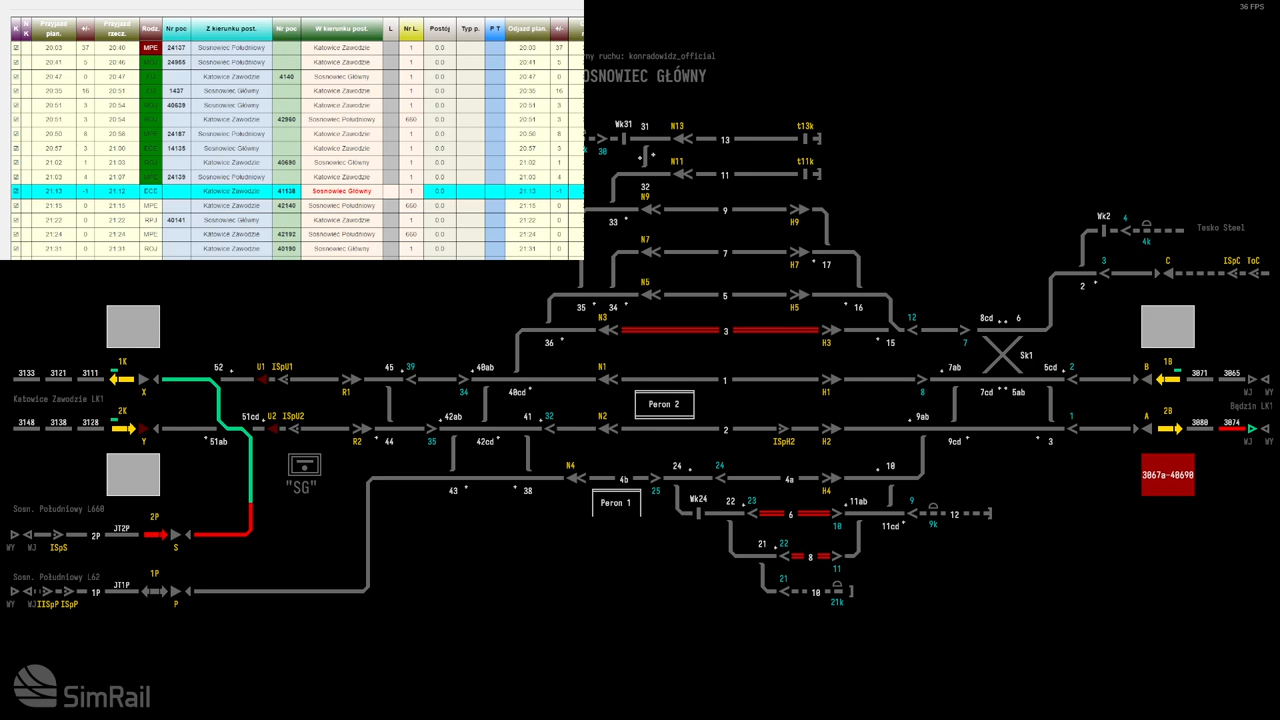 36 FPS
K N K Przyjazd plan. +/- Przyjazd rzecz. Rodz. Nr poc Z kierunku post. Nr poc W kierunku post. L Nr L. Postój Typ p. P T Odjazd plan. +/-
20:03 37 20:40 MPE 24137 Sosnowiec Południowy Katowice Zawodzie 1 0.0 20:03 37
20:41 5 20:46 24955 Sosnowiec Południowy Katowice Zawodzie 1 0.0 20:41 5
20:47 0 20:47 Katowice Zawodzie 4140 Sosnowiec Główny 1 0.0 20:47 0
20:35 16 20:51 1437 Sosnowiec Główny Katowice Zawodzie 1 0.0 20:35 16
20:51 3 20:54 ROJ 40639 Sosnowiec Główny Katowice Zawodzie 1 0.0 20:51 3
20:51 3 20:54 ROJ Katowice Zawodzie 42960 Sosnowiec Południowy 660 0.0 20:51 3
20:50 8 20:58 MPE 24187 Sosnowiec Południowy Katowice Zawodzie 1 0.0 20:50 8
20:57 3 21:00 ECE 14135 Sosnowiec Główny Katowice Zawodzie 1 0.0 20:57 3
21:02 1 21:03 ROJ Katowice Zawodzie 40690 Sosnowiec Główny 1 0.0 21:02 1
21:03 4 21:07 MPE 24139 Sosnowiec Południowy Katowice Zawodzie 1 0.0 21:03 4
21:13 -1 21:12 ECE Katowice Zawodzie 41138 Sosnowiec Główny 1 0.0 21:13 -1
21:15 0 21:15 MPE Katowice Zawodzie 42140 Sosnowiec Południowy 650 0.0 21:15 0
21:22 0 21:22 RPJ 40141 Sosnowiec Główny Katowice Zawodzie 1 0.0 21:22 0
21:24 0 21:24 MPE Katowice Zawodzie 42192 Sosnowiec Południowy 660 0.0 21:24 0
21:31 0 21:31 ROJ Katowice Zawodzie 40190 Sosnowiec Główny 1 0.0 21:31 0
ny ruchu: konradowidz_official
OSNOWIEC GŁÓWNY
Wk31 31 N13 t13k
30 13
N11 t11k
32 11
N9
33 9 H9
Wk2 4
4k Tesko Steel
N7
7 H7 17
3 C ISpC ToC
2
N5
35 34 5 H5 16
N3 12 8cd 6
36 3 H3 15 7 Sk1
1K 52 U1 ISpU1 45 39 40ab N1 7ab 5cd 2 B 1B
3133 3121 3111 3071 3065 WJ
X R1 34 40cd 1 H1 8 7cd 5ab
Katowice Zawodzie LK1 Peron 2 Będzin LK1
2K 51cd U2 ISpU2 42ab 41 32 N2 9ab 1 A 2B
3148 3138 3128 3080 3074 WJ
Y 51ab R2 44 35 42cd 2 ISpH2 H2 9cd 3
"SG"
3067a-40690
N4 24 24 10
43 38 4b 25 4a H4
Peron 1
Wk24 22 23 11ab 9
6 10 11cd 9k 12
Sosn. Południowy L660
2P
JT2P
WY WJ ISpS 2P S
21 22
8 11
Sosn. Południowy L62
1P
JT1P
WY WJ IISpP ISpP 1P P
21
10 21k
SimRail